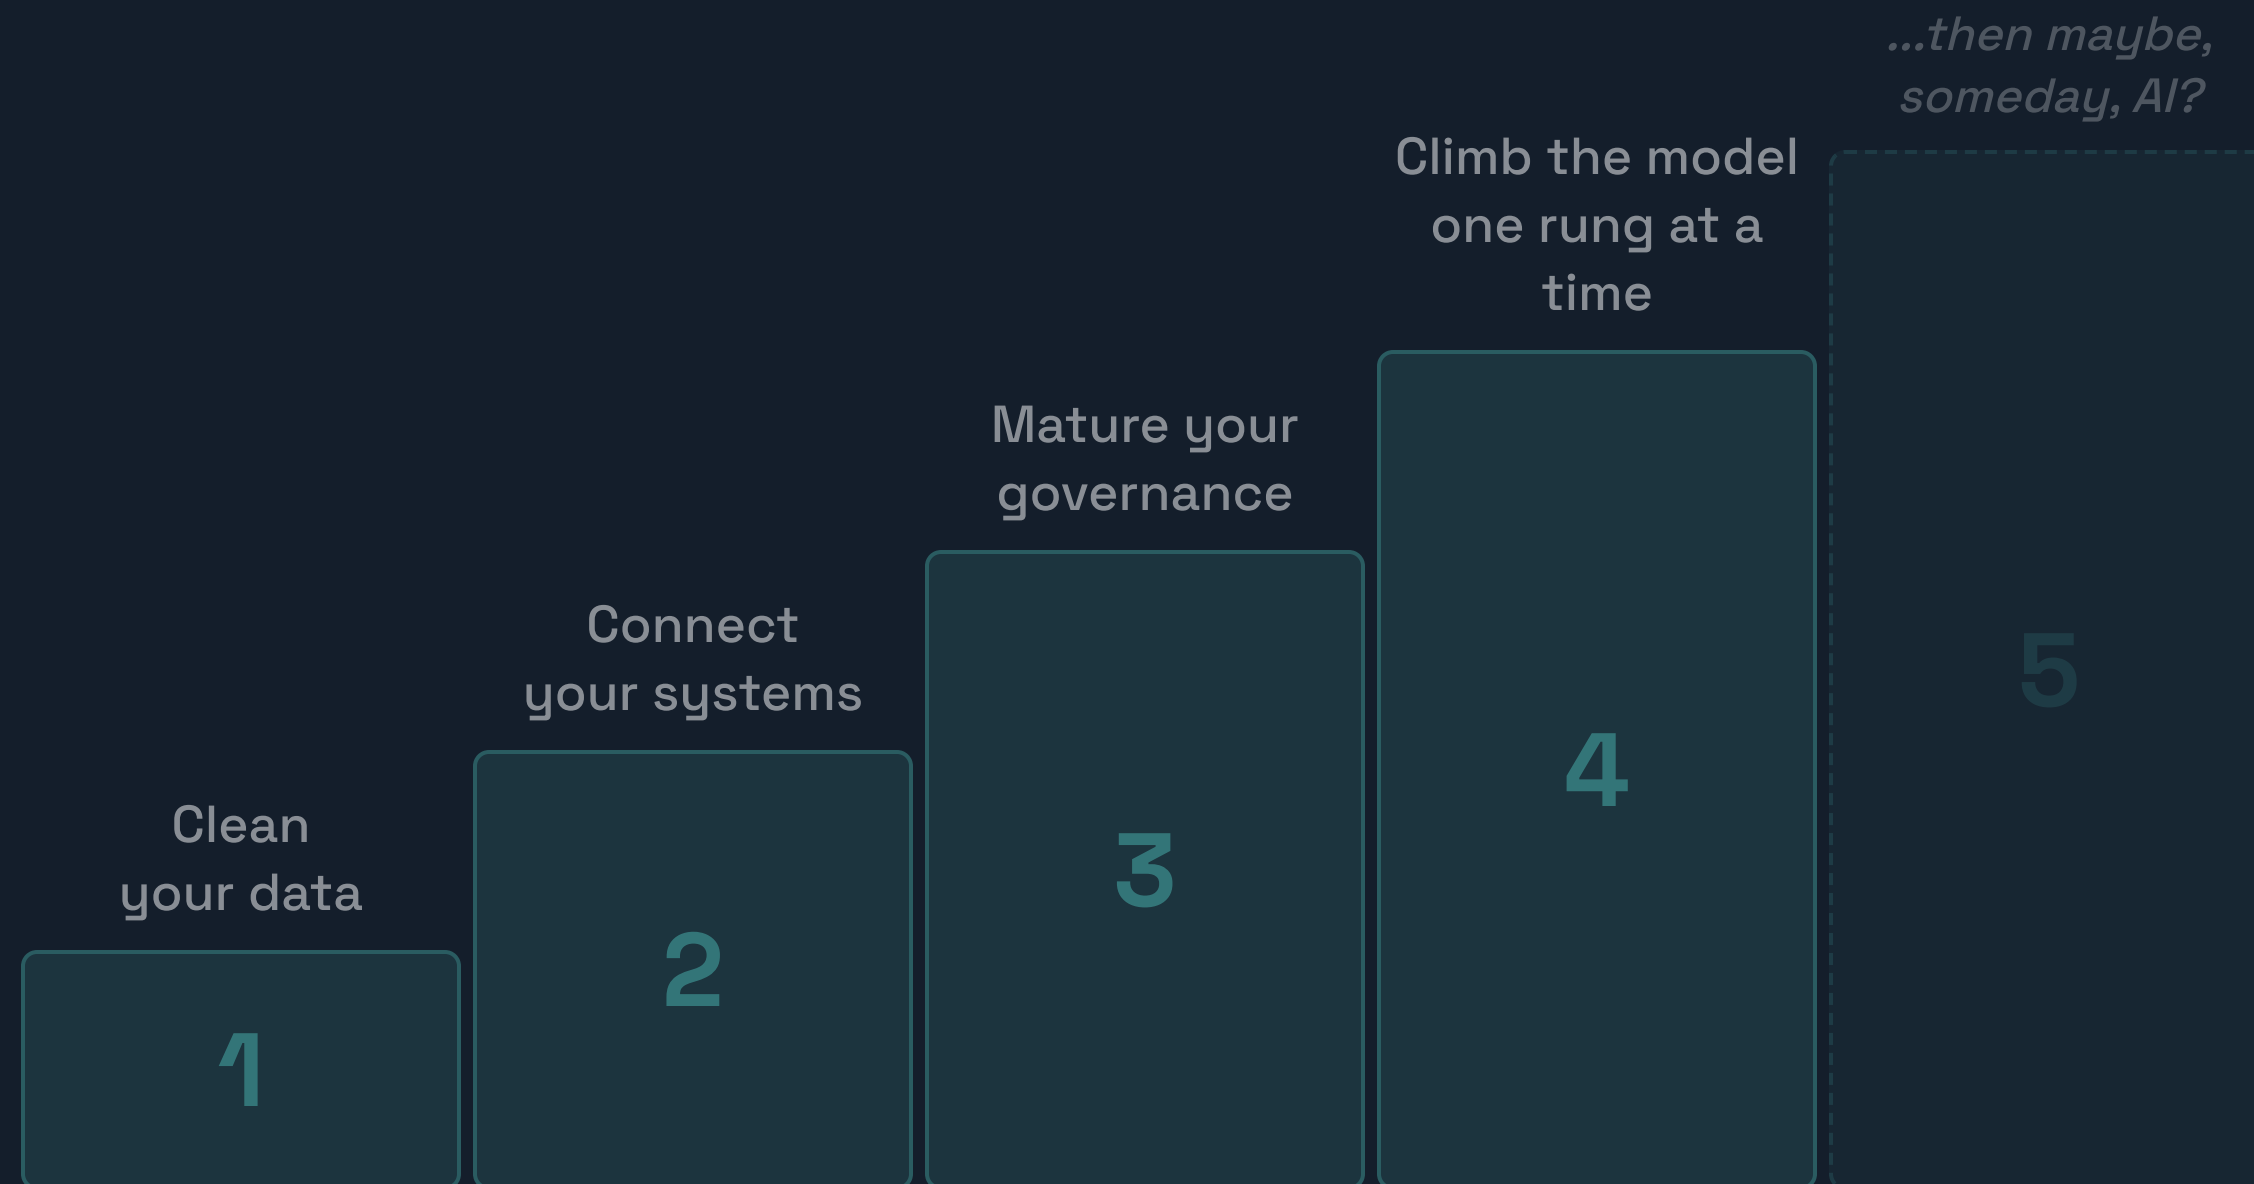 Clean
your data
1
Connect
your systems
2
Mature your
governance
3
Climb the model
one rung at a
time
4
...then maybe,
someday, AI?
5